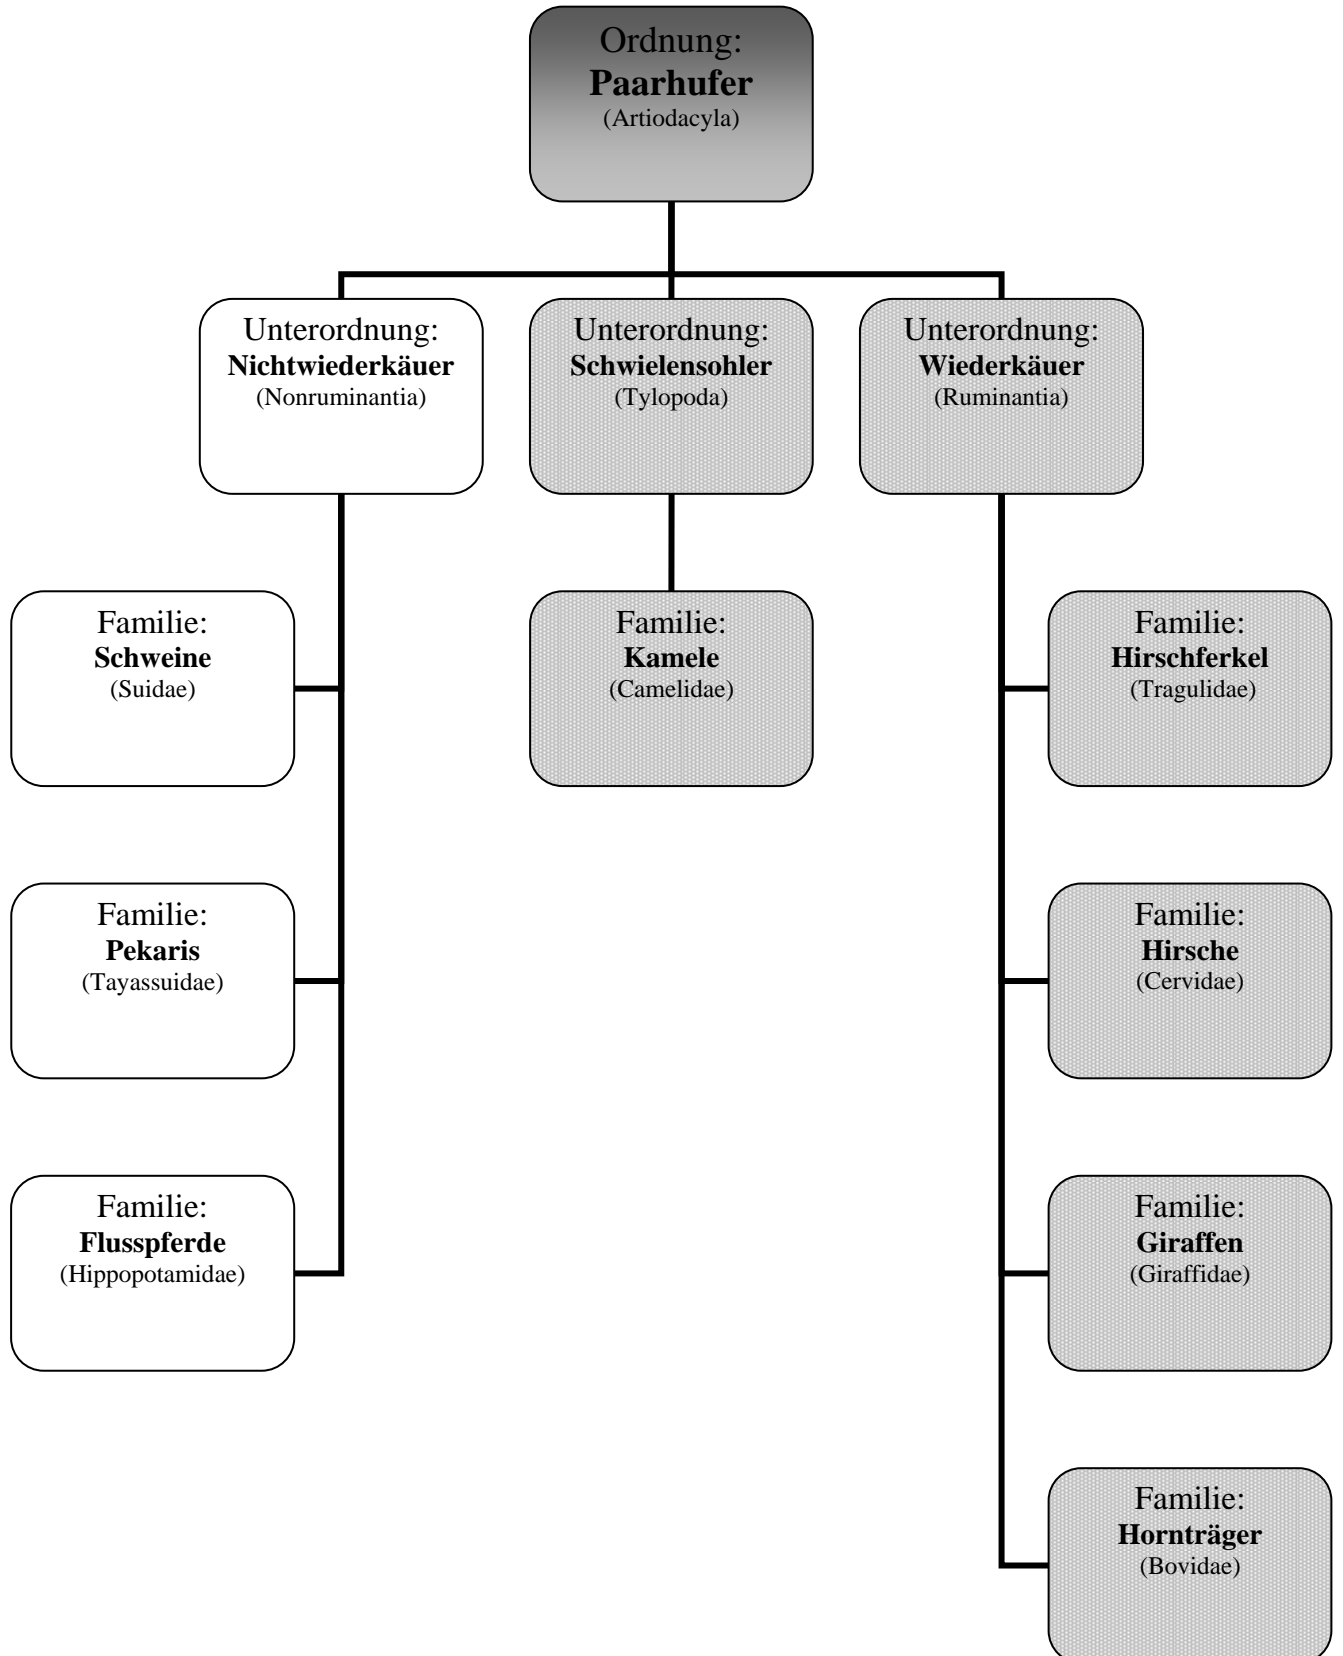 Ordnung:
Paarhufer
(Artiodacyla)
Unterordnung:
Nichtwiederkäuer
(Nonruminantia)
Unterordnung:
Schwielensohler
(Tylopoda)
Unterordnung:
Wiederkäuer
(Ruminantia)
Familie:
Schweine
(Suidae)
Familie:
Kamele
(Camelidae)
Familie:
Hirschferkel
(Tragulidae)
Familie:
Pekaris
(Tayassuidae)
Familie:
Hirsche
(Cervidae)
Familie:
Flusspferde
(Hippopotamidae)
Familie:
Giraffen
(Giraffidae)
Familie:
Hornträger
(Bovidae)